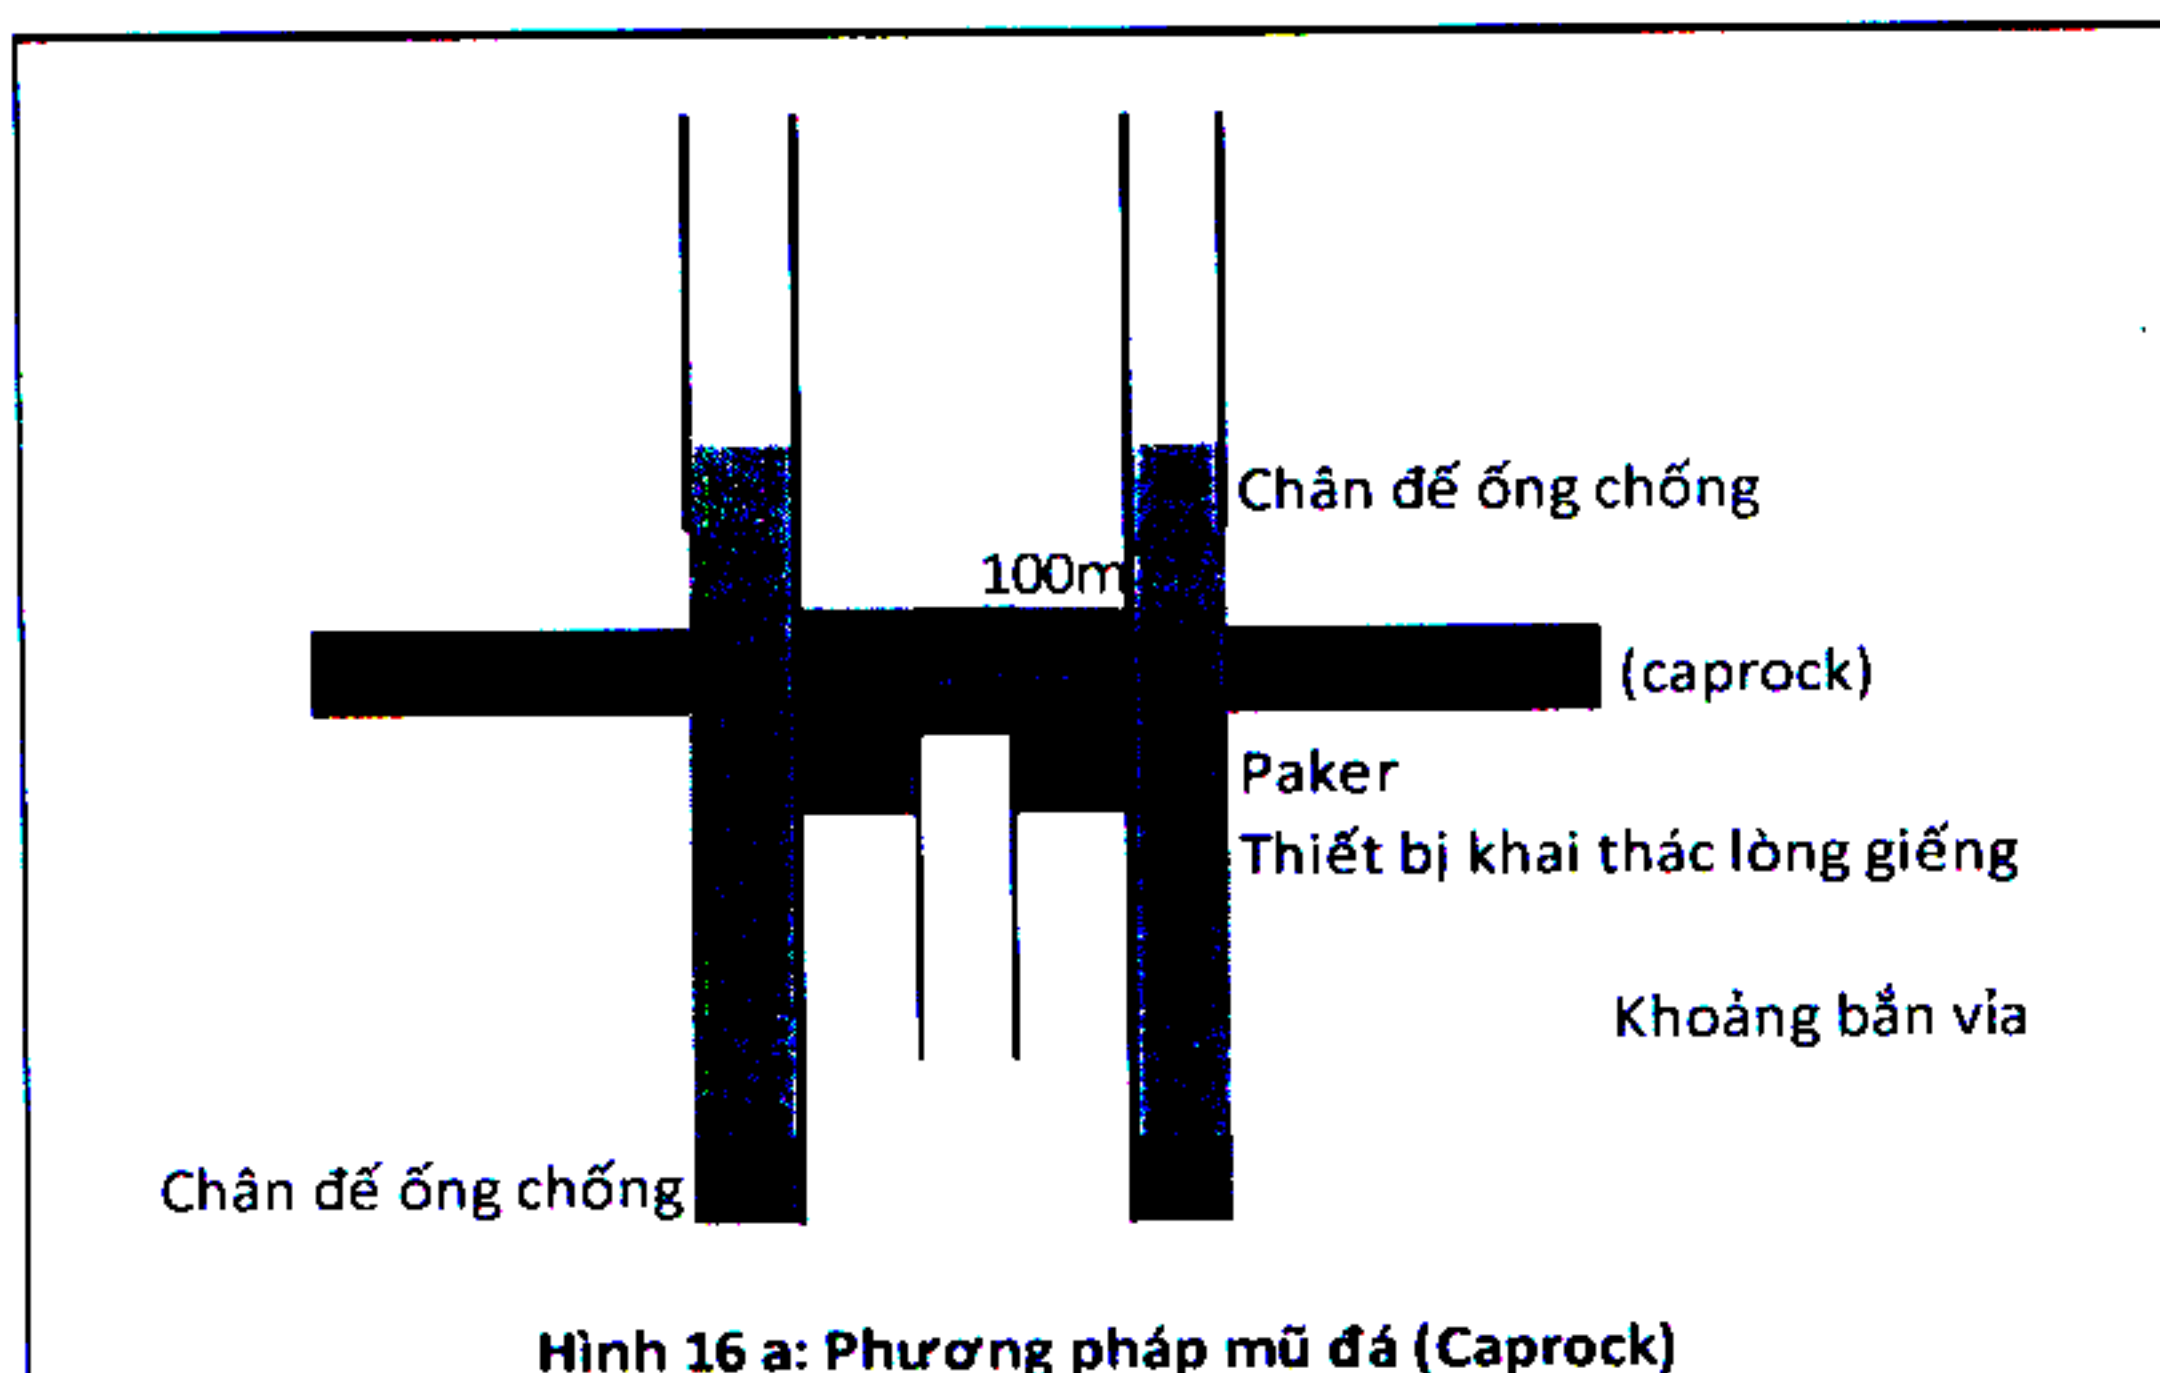 Chân đế ống chống
100m
(caprock)
Paker
Thiết bị khai thác lòng giếng
Khoảng bắn vỉa
Chân đế ống chống
Hình 16 a: Phương pháp mũ đá (Caprock)